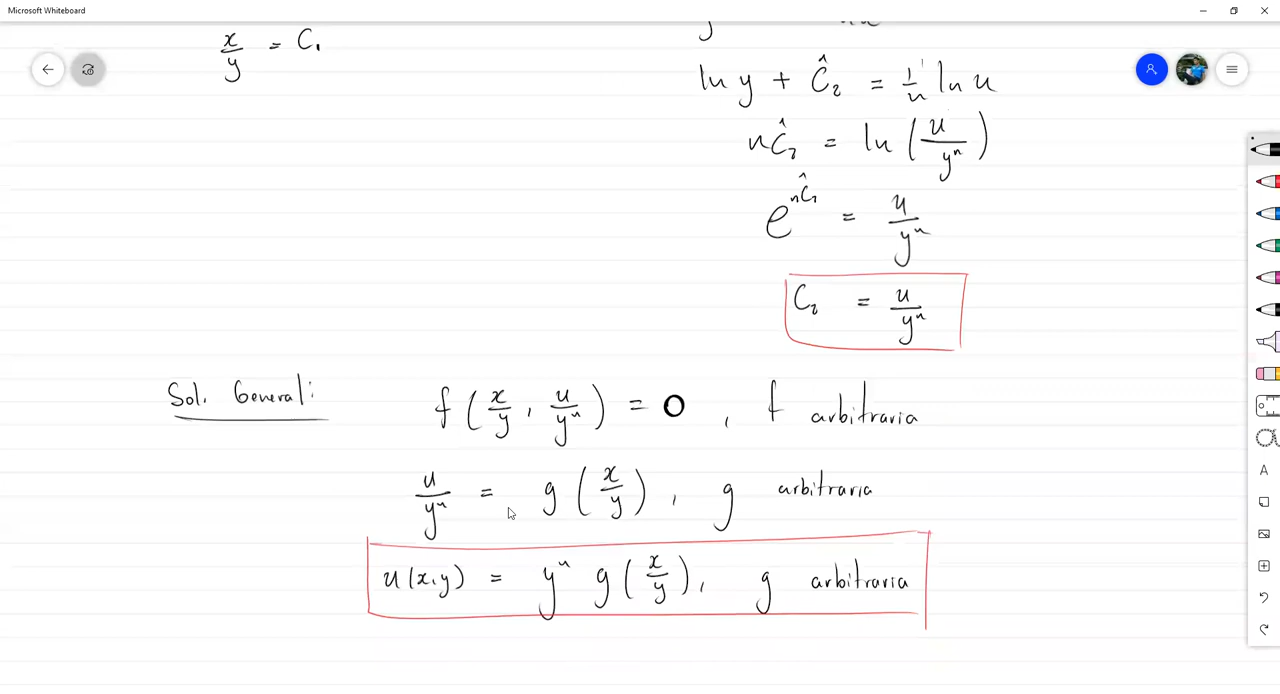 Microsoft Whiteboard
x/y = C₁
ln y + Ĉ₂ = 1/n ln u
nĈ₂ = ln (u/yⁿ)
e^(nĈ₂) = u/yⁿ
C₂ = u/yⁿ
Sol. General: f(x/y, u/yⁿ) = 0, f arbitraria
u/yⁿ = g(x/y), g arbitraria
u(x,y) = yⁿ g(x/y), g arbitraria
A